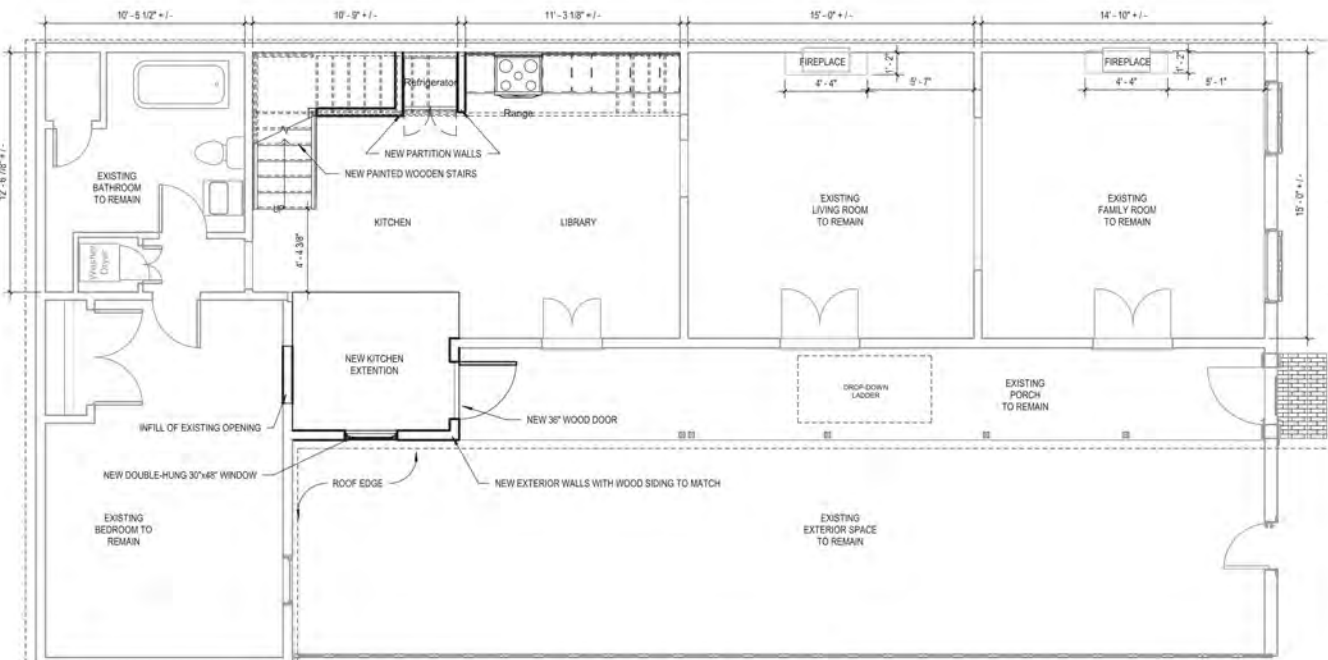 10' - 5 1/2" + / -
10' - 9" + / -
11' - 3 1/8" + / -
15' - 0" + / -
14' - 10" + / -
12' - 6 7/8" + / -
Refrigerator
Range
FIREPLACE
1' - 2"
4' - 4"
5' - 7"
FIREPLACE
1' - 2"
4' - 4"
5' - 1"
15' - 0" + / -
NEW PARTITION WALLS
NEW PAINTED WOODEN STAIRS
EXISTING
BATHROOM
TO REMAIN
UP
KITCHEN
LIBRARY
EXISTING
LIVING ROOM
TO REMAIN
EXISTING
FAMILY ROOM
TO REMAIN
Washer
Dryer
4' - 4 3/8"
NEW KITCHEN
EXTENTION
DROP-DOWN
LADDER
EXISTING
PORCH
TO REMAIN
INFILL OF EXISTING OPENING
NEW 36" WOOD DOOR
NEW DOUBLE-HUNG 30"x48" WINDOW
ROOF EDGE
NEW EXTERIOR WALLS WITH WOOD SIDING TO MATCH
EXISTING
BEDROOM TO
REMAIN
EXISTING
EXTERIOR SPACE
TO REMAIN